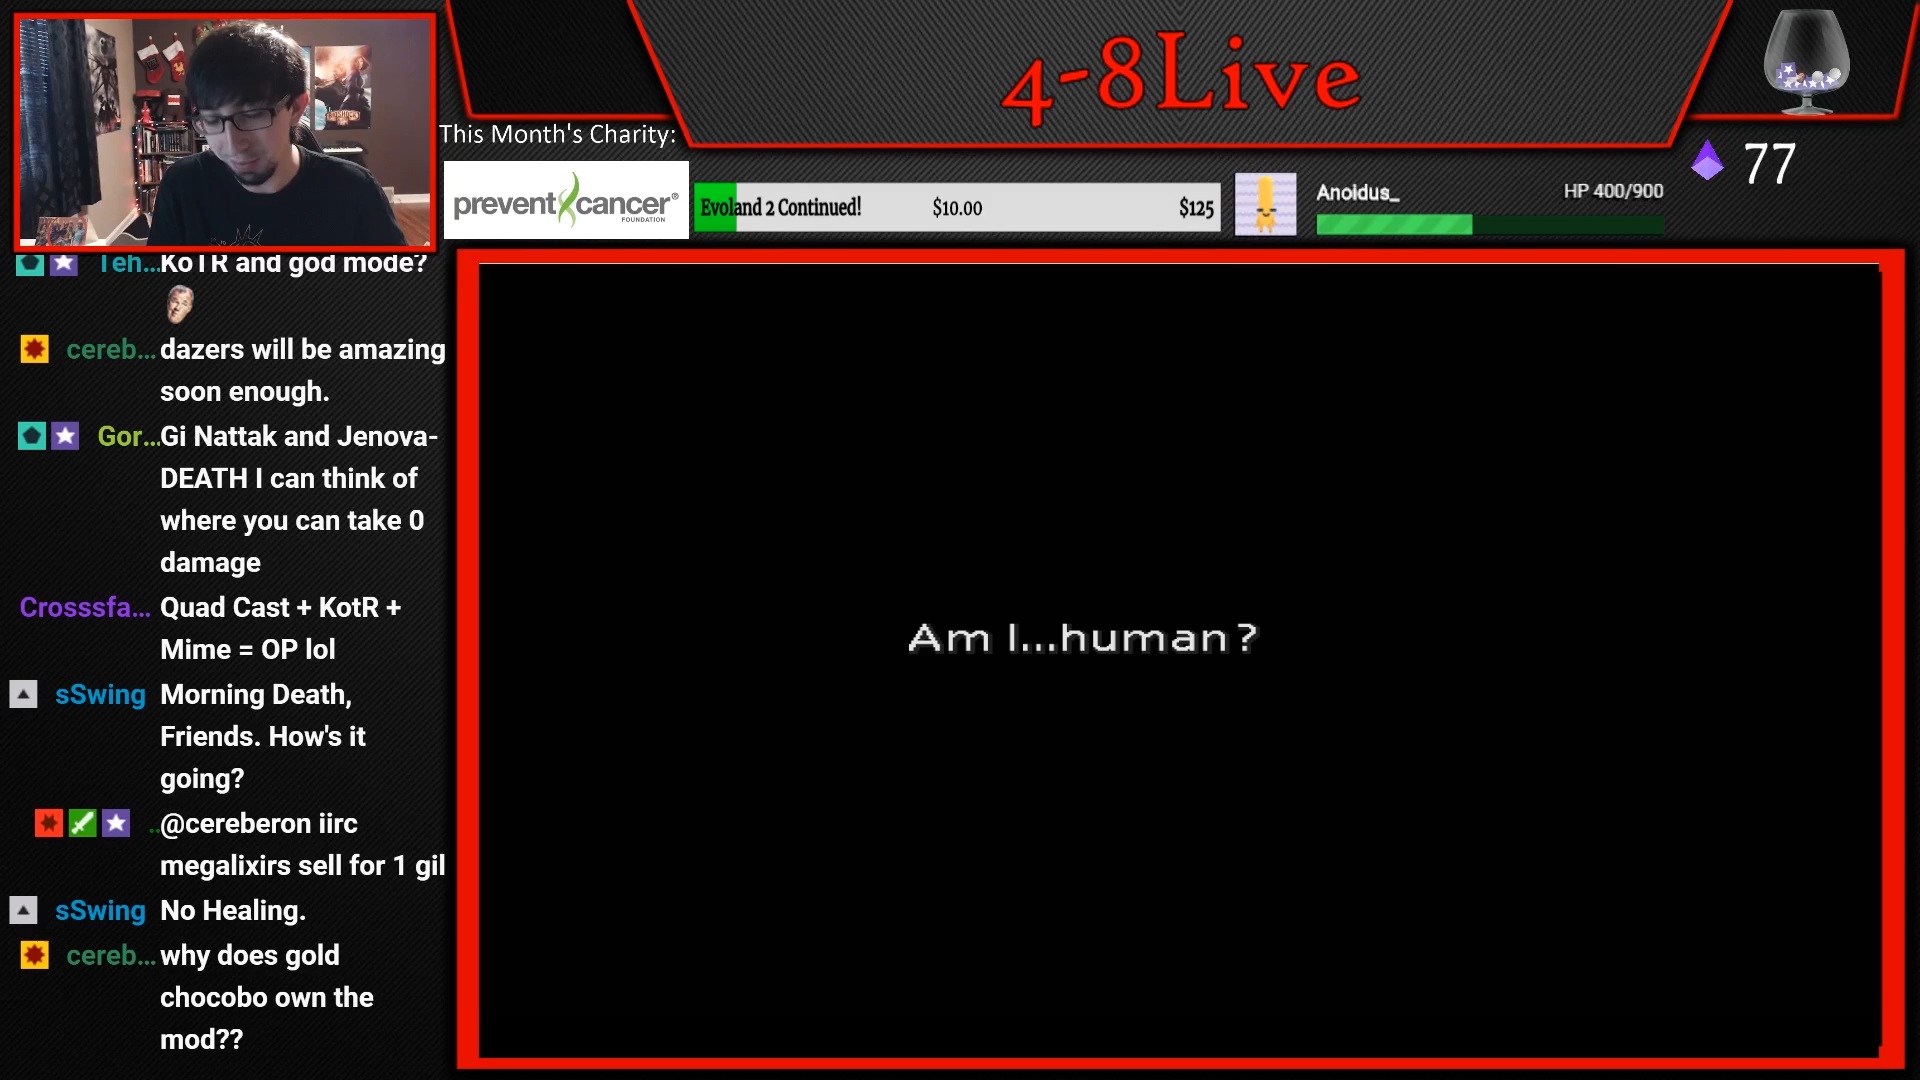 4-8Live
This Month's Charity:
prevent cancer®
FOUNDATION
Evoland 2 Continued! $10.00 $125
Anoidus_ HP 400/900
77
Teh... KoTR and god mode?
cereb... dazers will be amazing
soon enough.
Gor... Gi Nattak and Jenova-
DEATH I can think of
where you can take 0
damage
Crosssfa... Quad Cast + KotR +
Mime = OP lol
sSwing Morning Death,
Friends. How's it
going?
.. @cereberon iirc
megalixirs sell for 1 gil
sSwing No Healing.
cereb... why does gold
chocobo own the
mod??
Am I...human?